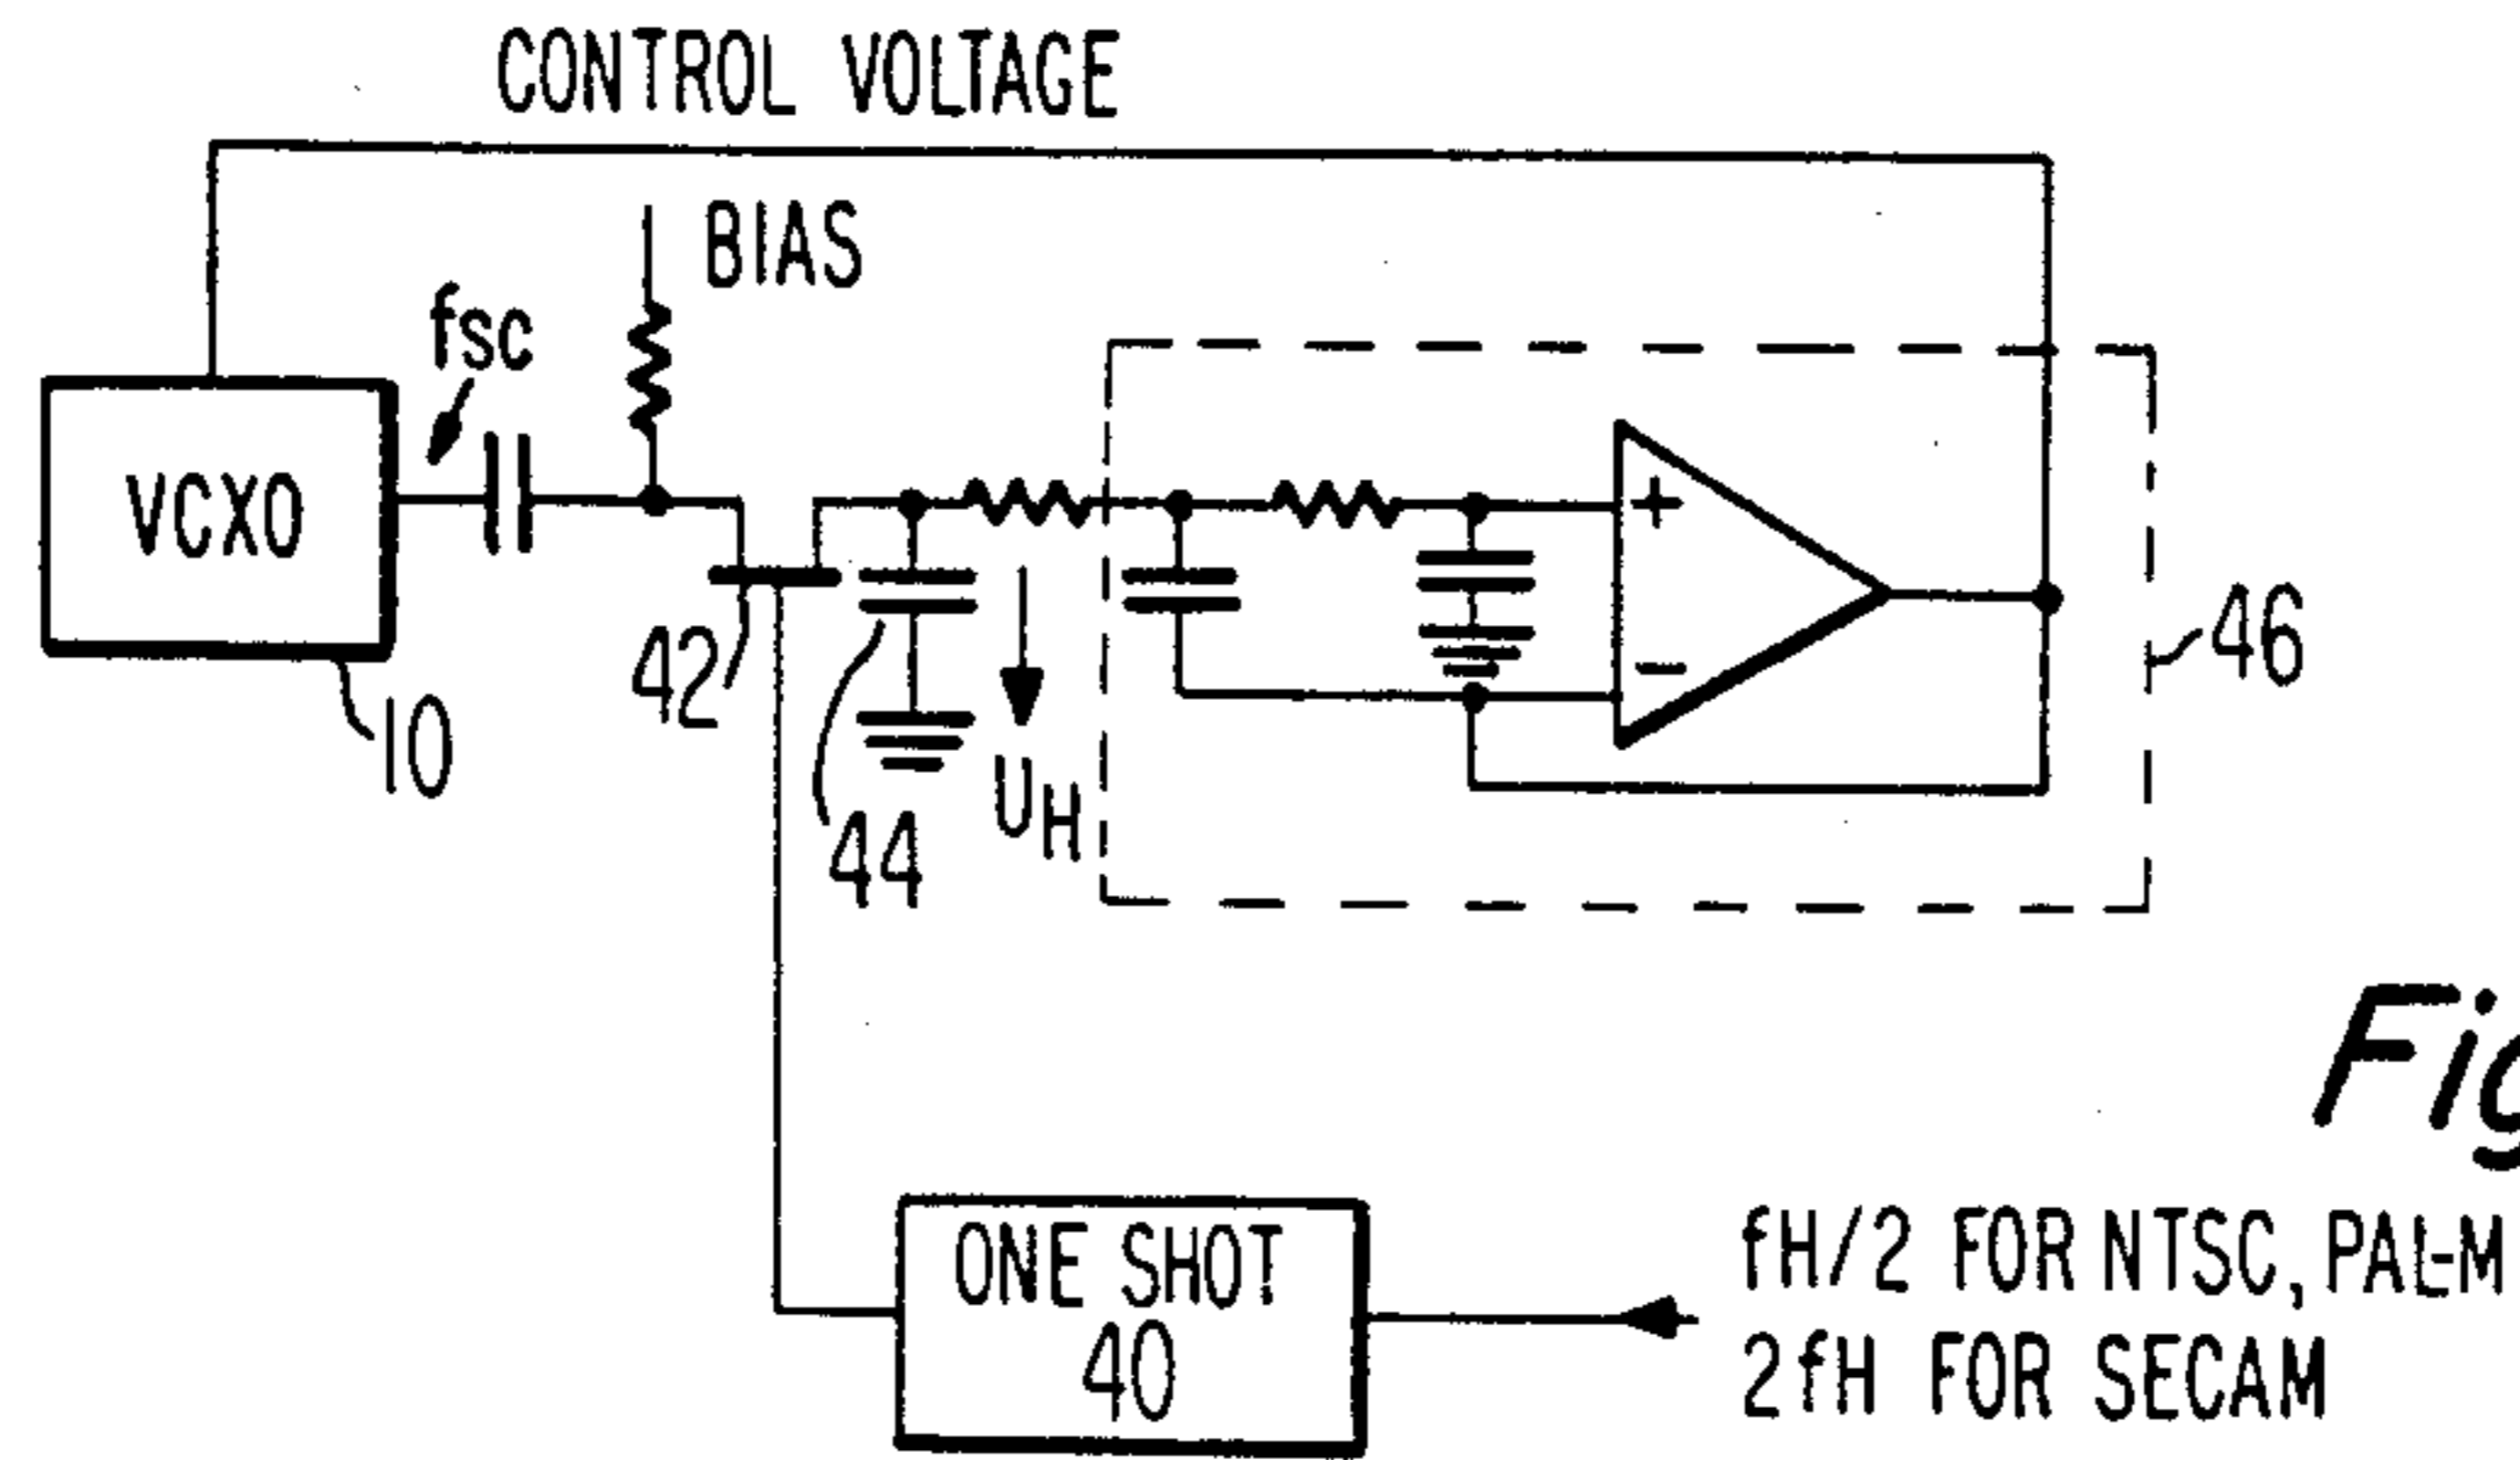 CONTROL VOLTAGE
BIAS
fsc
VCXO
+
−
46
42
10
UH
44
Fig
ONE SHOT
40
fH/2 FOR NTSC, PAL-M
2fH FOR SECAM